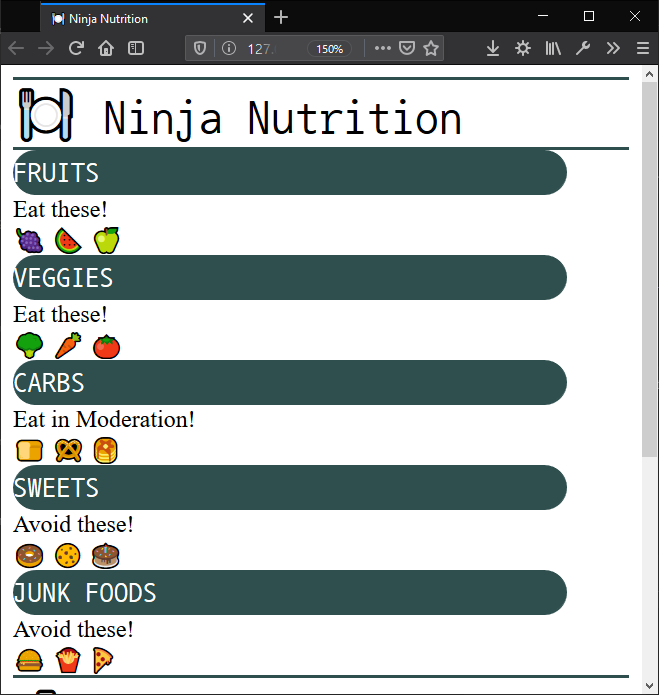 Ninja Nutrition
127.
150%
Ninja Nutrition
FRUITS
Eat these!
VEGGIES
Eat these!
CARBS
Eat in Moderation!
SWEETS
Avoid these!
JUNK FOODS
Avoid these!